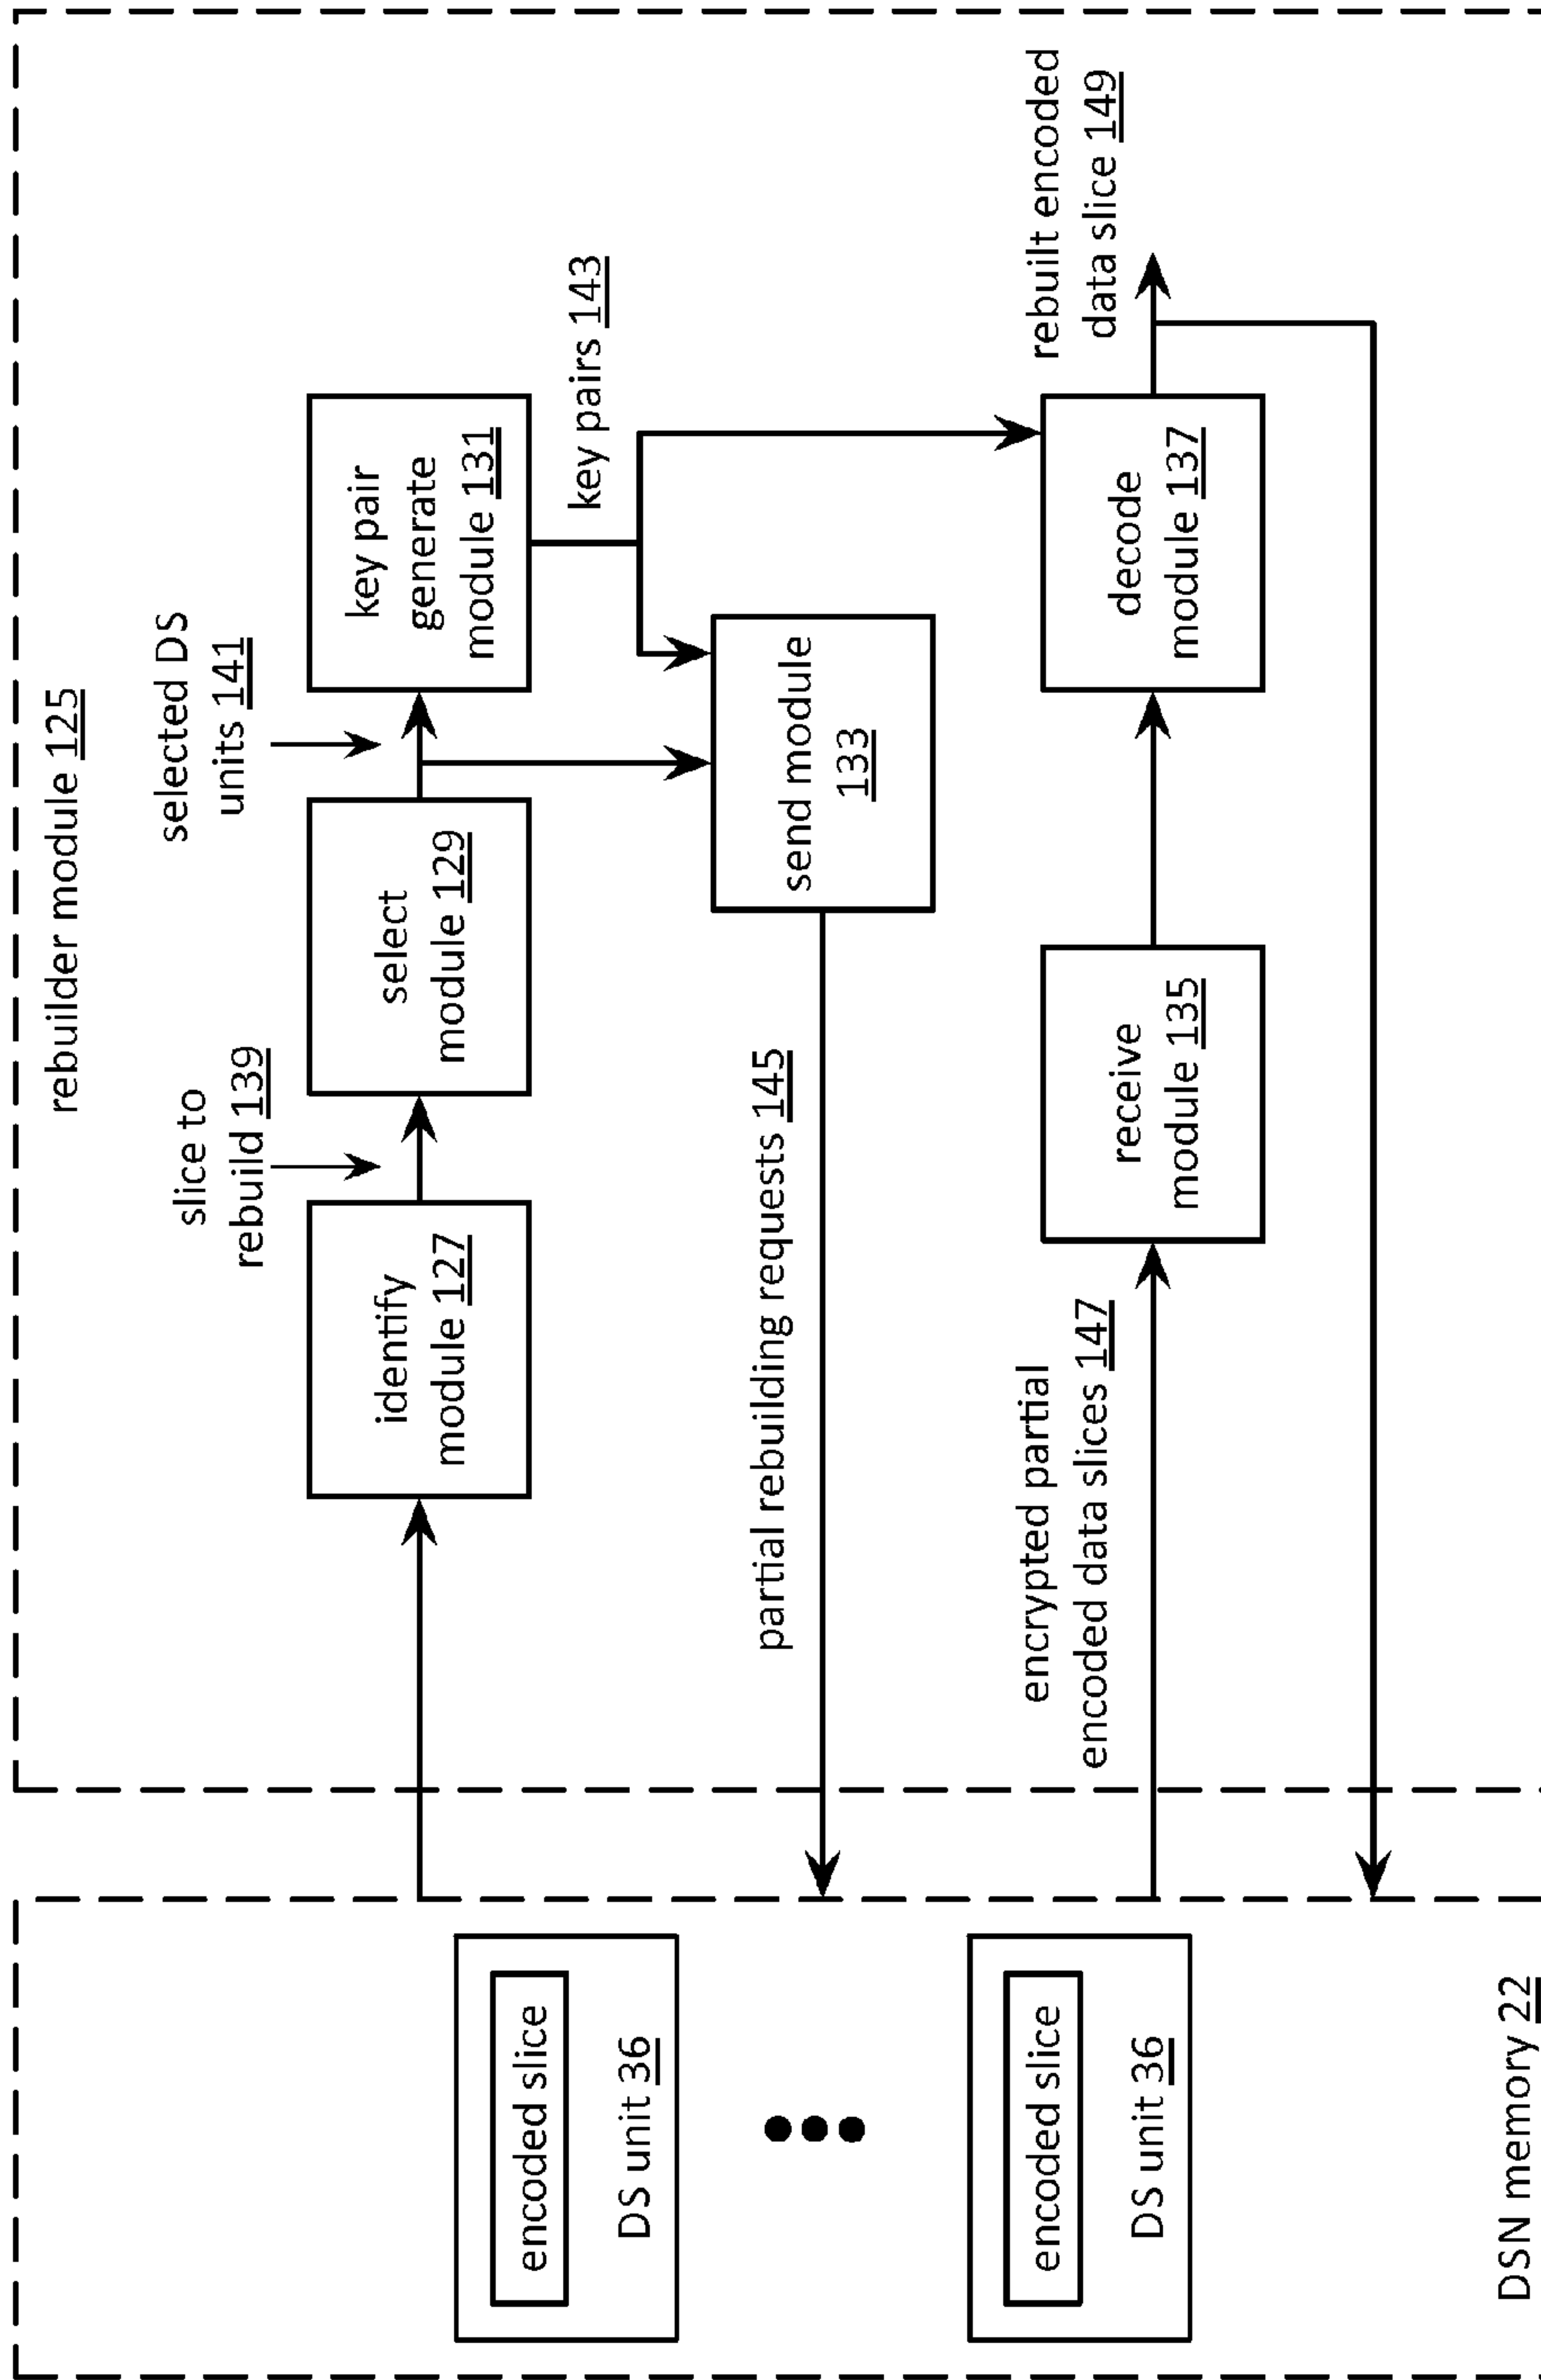 rebuilder module 125
slice to
rebuild 139
selected DS
units 141
identify
module 127
select
module 129
key pair
generate
module 131
key pairs 143
send module
133
partial rebuilding requests 145
encrypted partial
encoded data slices 147
receive
module 135
decode
module 137
rebuilt encoded
data slice 149
encoded slice
DS unit 36
encoded slice
DS unit 36
DSN memory 22